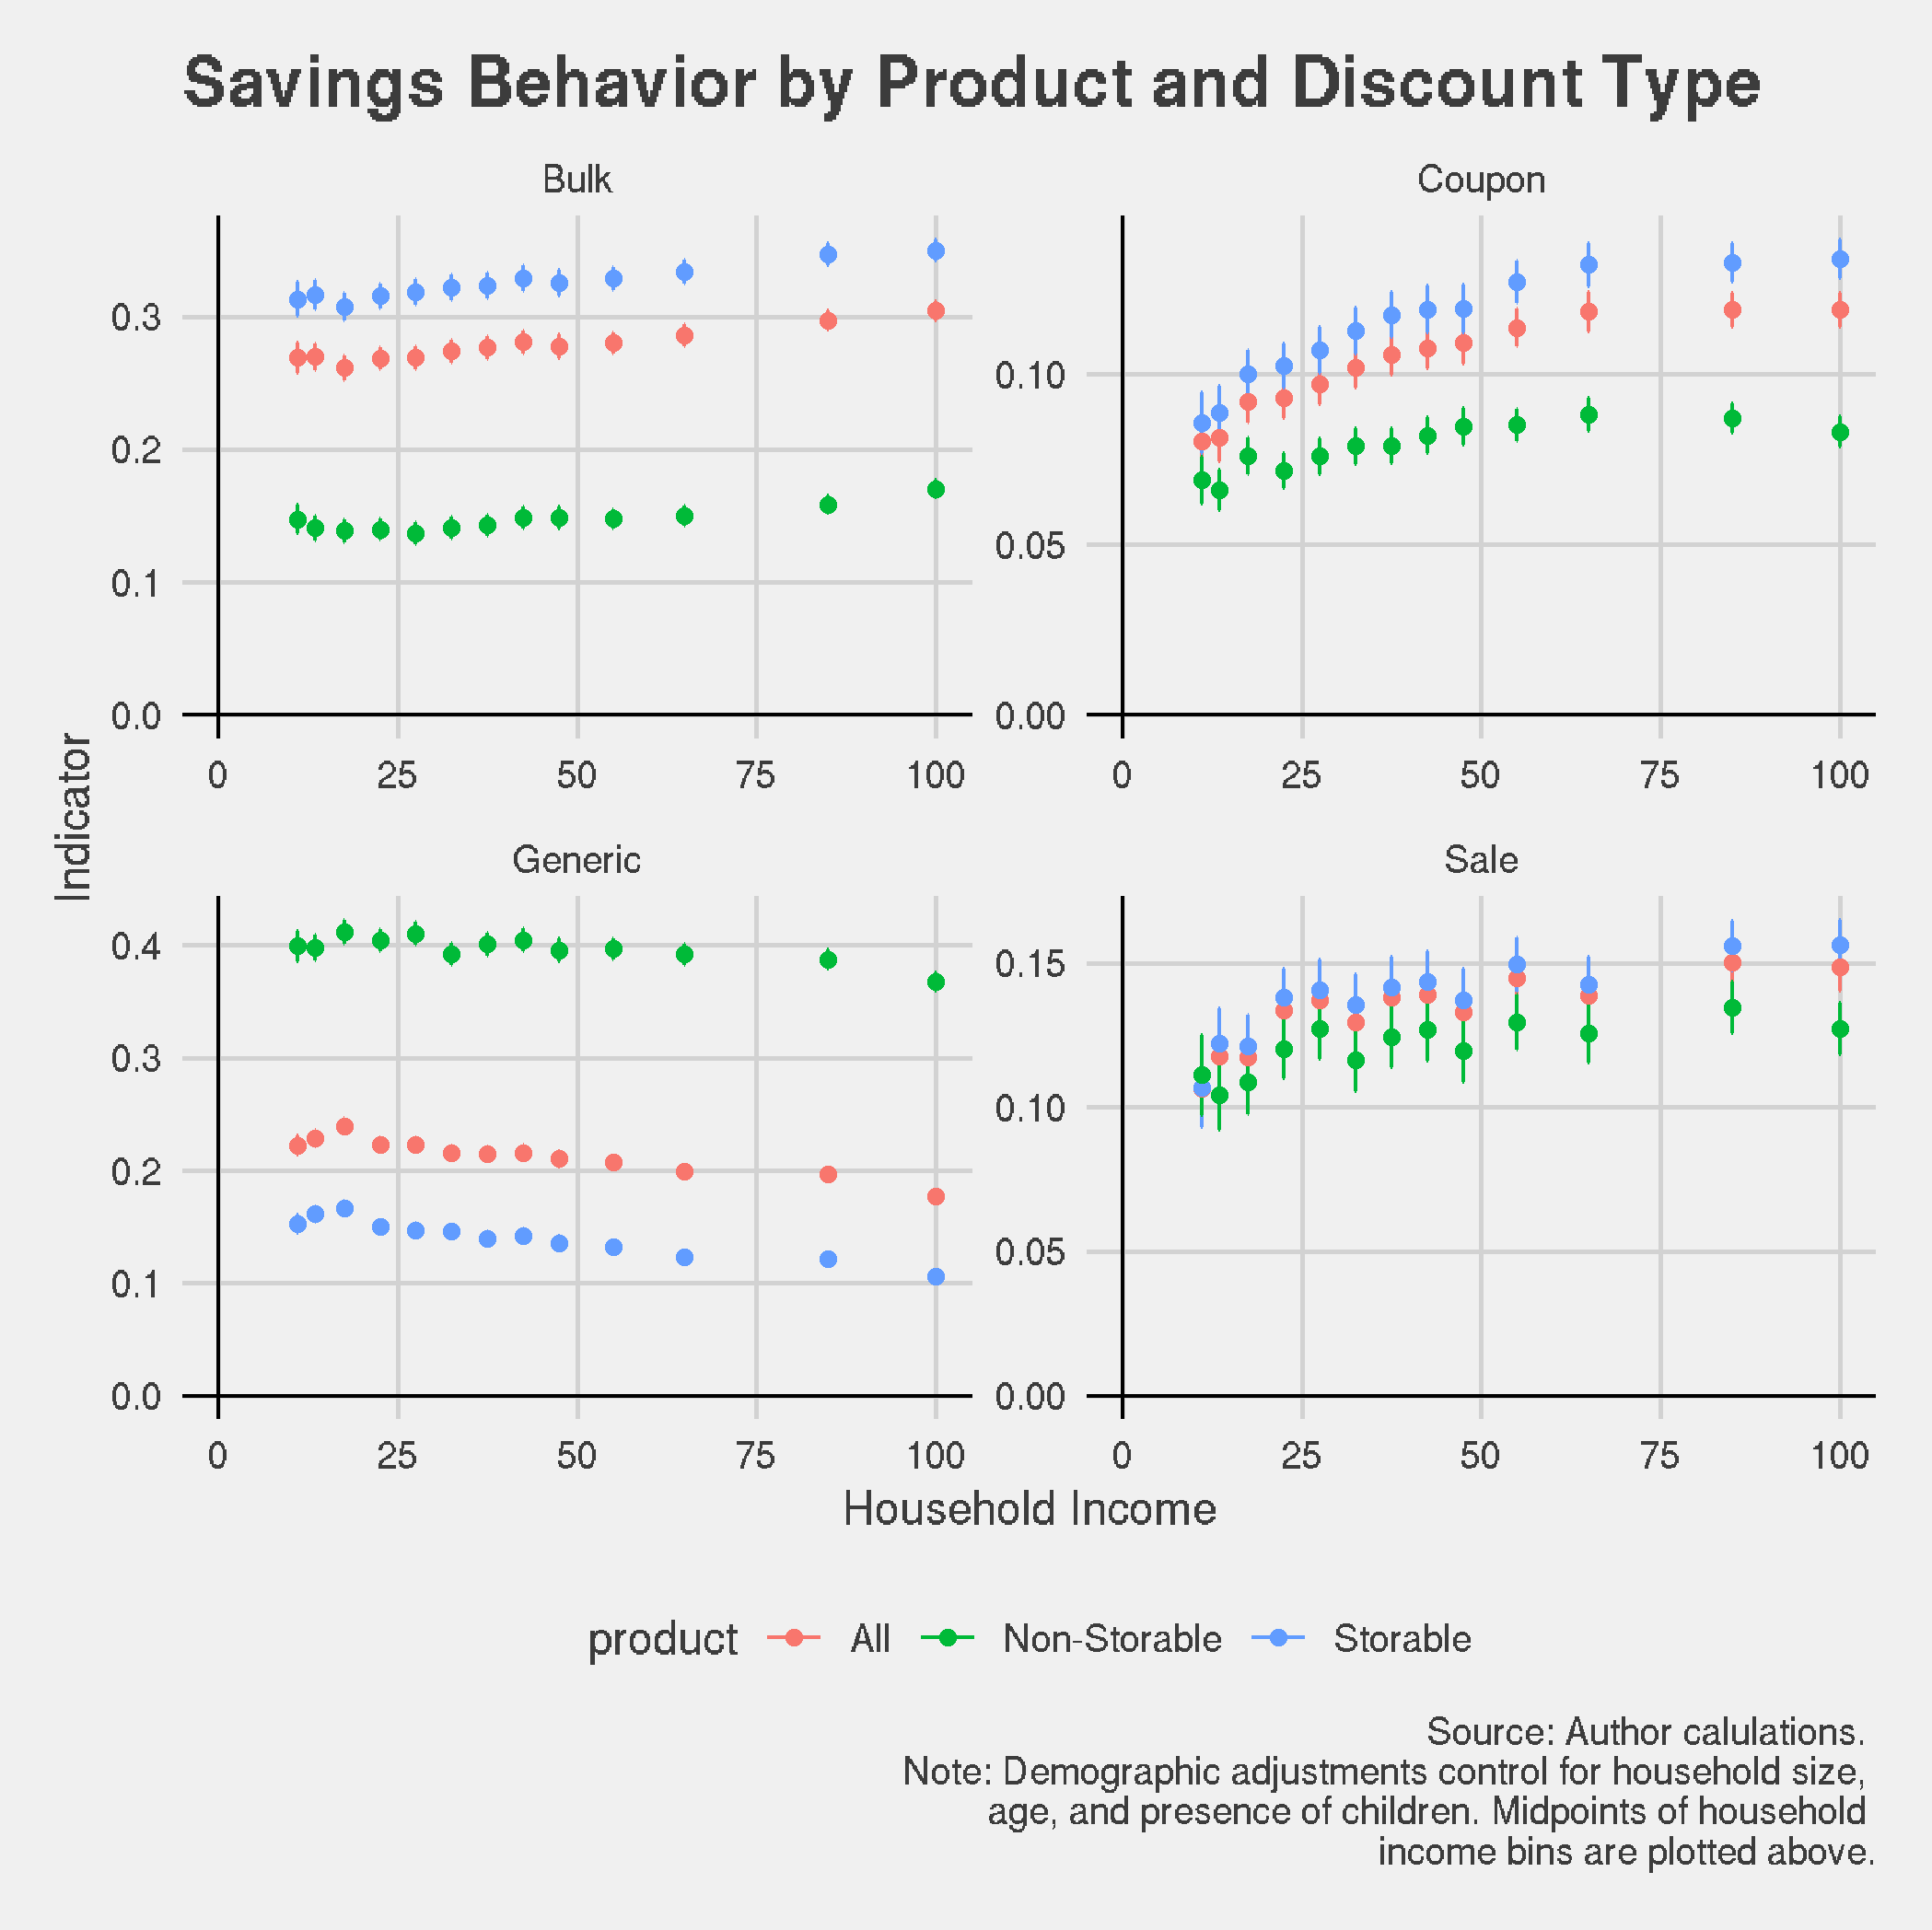 Savings Behavior by Product and Discount Type
Bulk
Coupon
0.3
0.2
0.1
0.0
0.10
0.05
0.00
0 25 50 75 100
0 25 50 75 100
Indicator
Generic
Sale
0.4
0.3
0.2
0.1
0.0
0.15
0.10
0.05
0.00
0 25 50 75 100
0 25 50 75 100
Household Income
product All Non-Storable Storable
Source: Author calulations.
Note: Demographic adjustments control for household size,
age, and presence of children. Midpoints of household
income bins are plotted above.